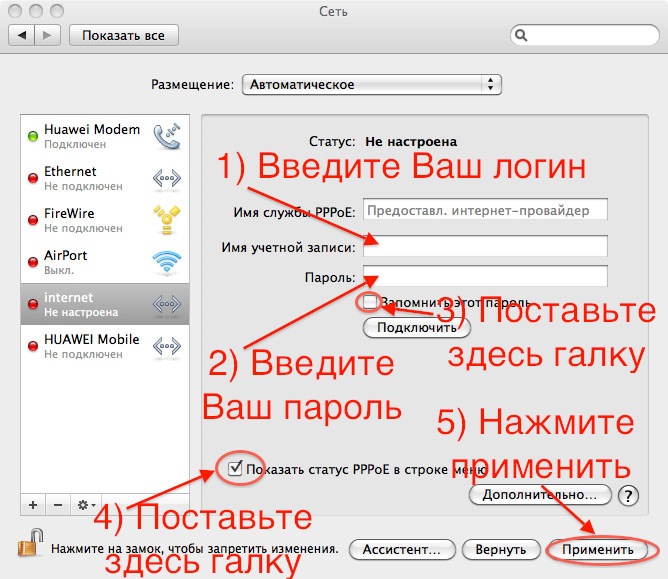 Сеть
Показать все
Размещение: Автоматическое
Huawei Modem
Подключен
Ethernet
Не подключен
FireWire
Не подключен
AirPort
Выкл.
internet
Не настроена
HUAWEI Mobile
Не подключен
Статус: Не настроена
1) Введите Ваш логин
Имя службы PPPoE: Предоставл. интернет-провайдер
Имя учетной записи:
Пароль:
Запомнить этот пароль
3) Поставьте
здесь галку
Подключить
2) Введите
Ваш пароль
5) Нажмите
применить
Показать статус PPPoE в строке меню
Дополнительно... ?
4) Поставьте
здесь галку
Нажмите на замок, чтобы запретить изменения.
Ассистент... Вернуть Применить